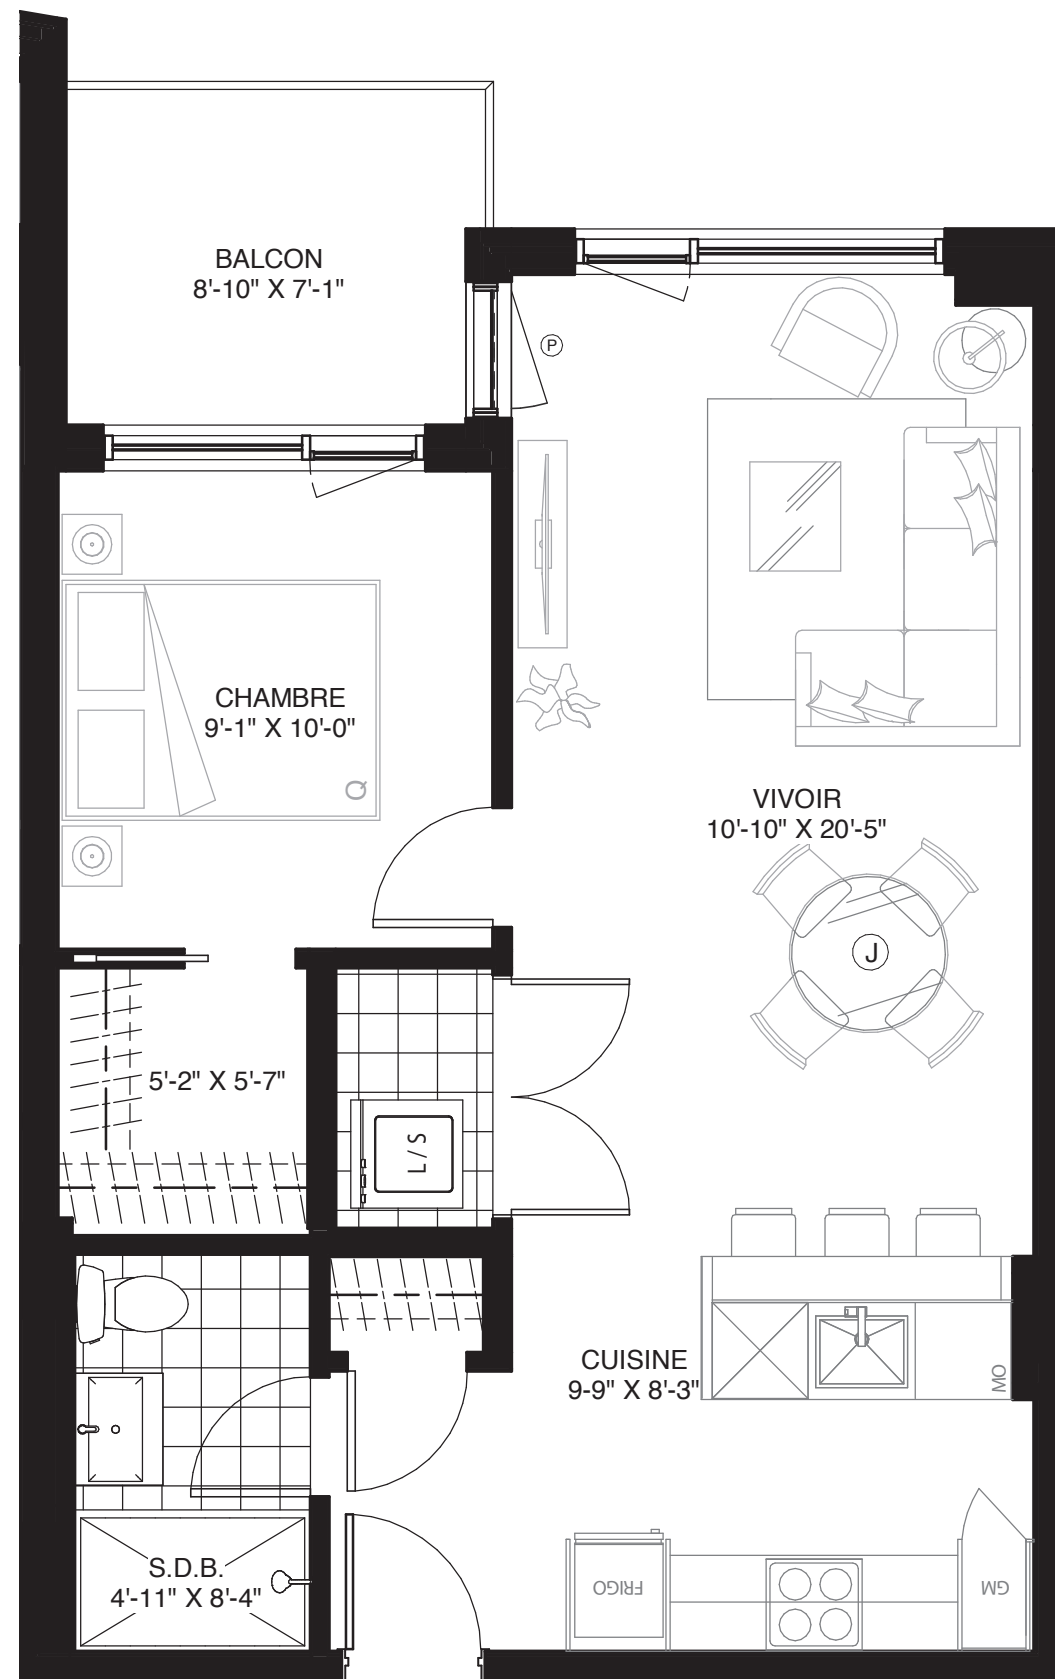 BALCON
8'-10" X 7'-1"
P
CHAMBRE
9'-1" X 10'-0"
Q
VIVOIR
10'-10" X 20'-5"
J
5'-2" X 5'-7"
L/S
CUISINE
9-9" X 8'-3"
MO
S.D.B.
4'-11" X 8'-4"
FRIGO
GM